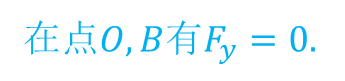 在点O, B有F_y = 0.